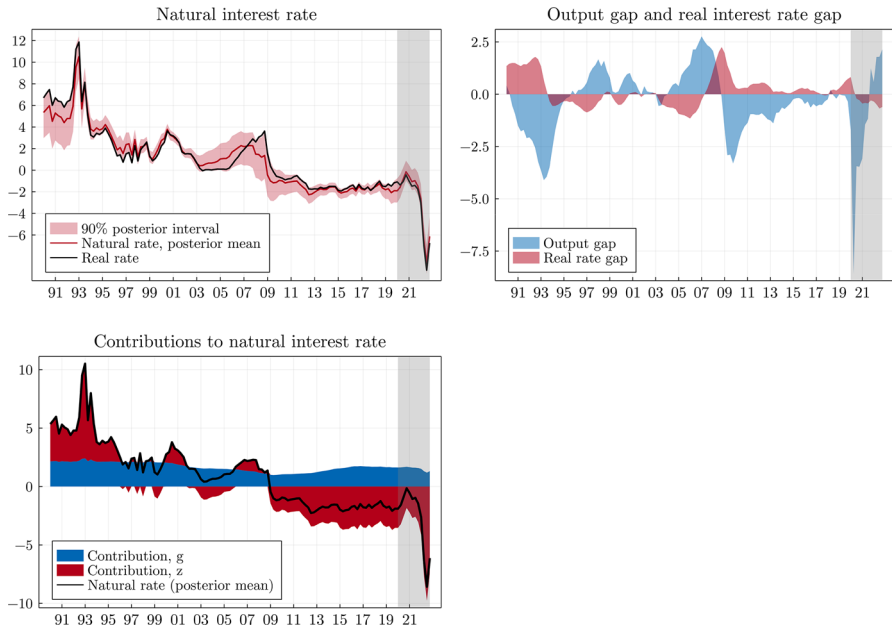 Natural interest rate
12
10
8
6
4
2
0
−2
−4
−6
90% posterior interval
Natural rate, posterior mean
Real rate
91 93 95 97 99 01 03 05 07 09 11 13 15 17 19 21
Output gap and real interest rate gap
2.5
0.0
−2.5
−5.0
−7.5
Output gap
Real rate gap
91 93 95 97 99 01 03 05 07 09 11 13 15 17 19 21
Contributions to natural interest rate
10
5
0
−5
−10
Contribution, g
Contribution, z
Natural rate (posterior mean)
91 93 95 97 99 01 03 05 07 09 11 13 15 17 19 21